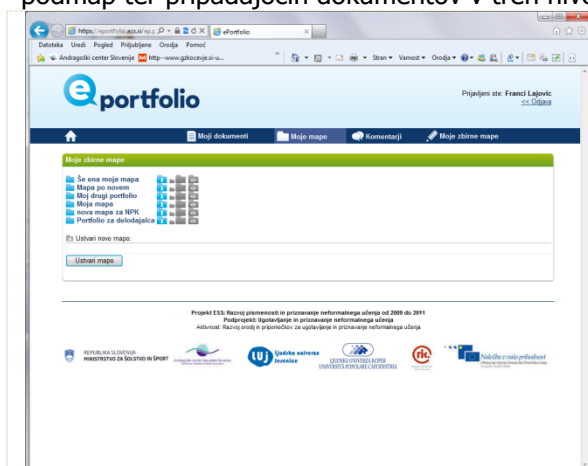 podmap ter pripadajočih dokumentov v treh nivo
https://eportfolio.acs.si/ep.p
ePortfolio
Datoteka Uredi Pogled Priljubljene Orodja Pomoč
Andragoški center Slovenije
http--www.gzkocevje.si-u...
Stran Varnost Orodja
eportfolio
Prijavljeni ste: Franci Lajovic
<< Odjava
Moji dokumenti Moje mape Komentarji Moje zbirne mape
Moje zbirne mape
Še ena moja mapa
Mapa po novem
Moj drugi portfolio
Moja mapa
nova mapa za NPK
Portfolio za delodajalca
Ustvari novo mapo:
Ustvari mapo
Projekt ESS: Razvoj pismenosti in priznavanje neformalnega učenja od 2009 do 2011
Podprojekt: Ugotavljanje in priznavanje neformalnega učenja
Aktivnost: Razvoj orodij in pripomočkov za ugotavljanje in priznavanje neformalnega učenja
REPUBLIKA SLOVENIJA
MINISTRSTVO ZA ŠOLSTVO IN ŠPORT
LUJ
Ljudska univerza
Jesenice
LJUDSKA UNIVERZA KOPER
UNIVERSITÀ POPOLARE CAPODISTRIA
ric
Naložba v vašo prihodnost